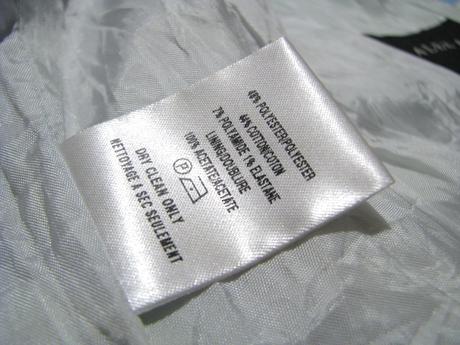 48% POLYESTER/POLYESTER
44% COTTON/COTON
7% POLYAMIDE 1% ELASTANE
LINING/DOUBLURE
100% ACETATE/ACETATE
P
DRY CLEAN ONLY
NETTOYAGE A SEC SEULEMENT